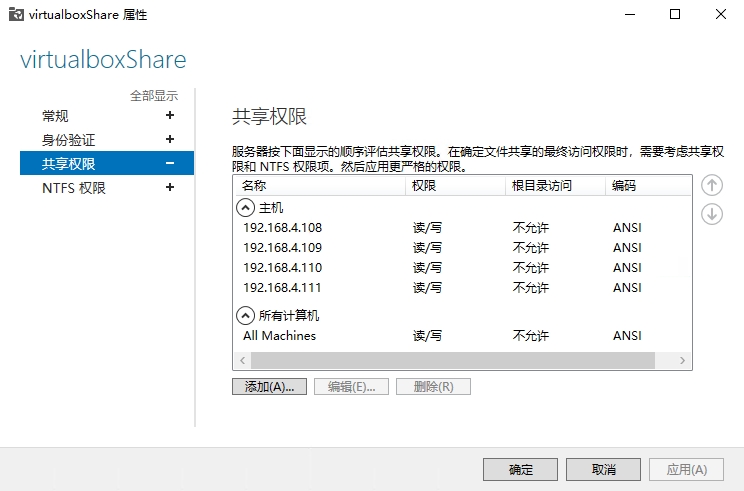 virtualboxShare 属性
virtualboxShare
全部显示
常规 +
身份验证 +
共享权限 −
NTFS 权限 +
共享权限
服务器按下面显示的顺序评估共享权限。在确定文件共享的最终访问权限时，需要考虑共享权
限和 NTFS 权限项。然后应用更严格的权限。
名称 权限 根目录访问 编码
主机
192.168.4.108 读/写 不允许 ANSI
192.168.4.109 读/写 不允许 ANSI
192.168.4.110 读/写 不允许 ANSI
192.168.4.111 读/写 不允许 ANSI
所有计算机
All Machines 读/写 不允许 ANSI
添加(A)... 编辑(E)... 删除(R)
确定 取消 应用(A)